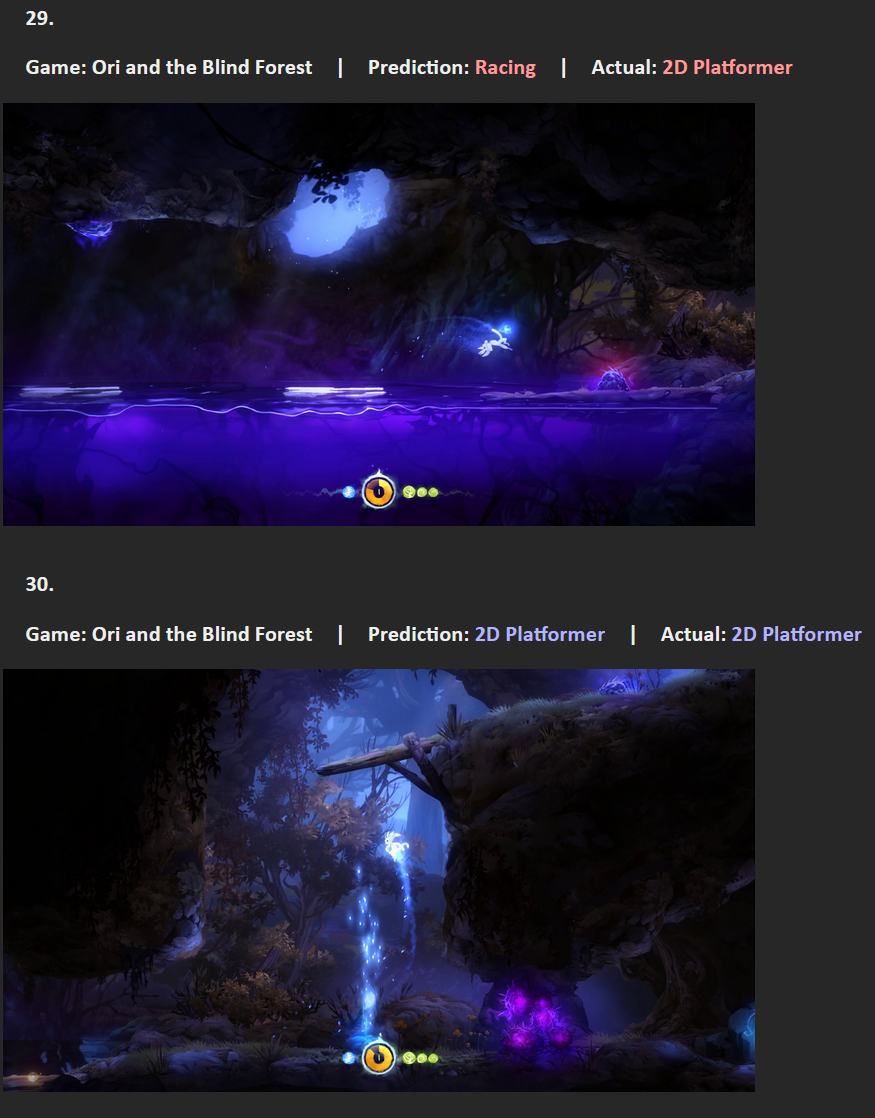 29.
Game: Ori and the Blind Forest | Prediction: Racing | Actual: 2D Platformer
30.
Game: Ori and the Blind Forest | Prediction: 2D Platformer | Actual: 2D Platformer